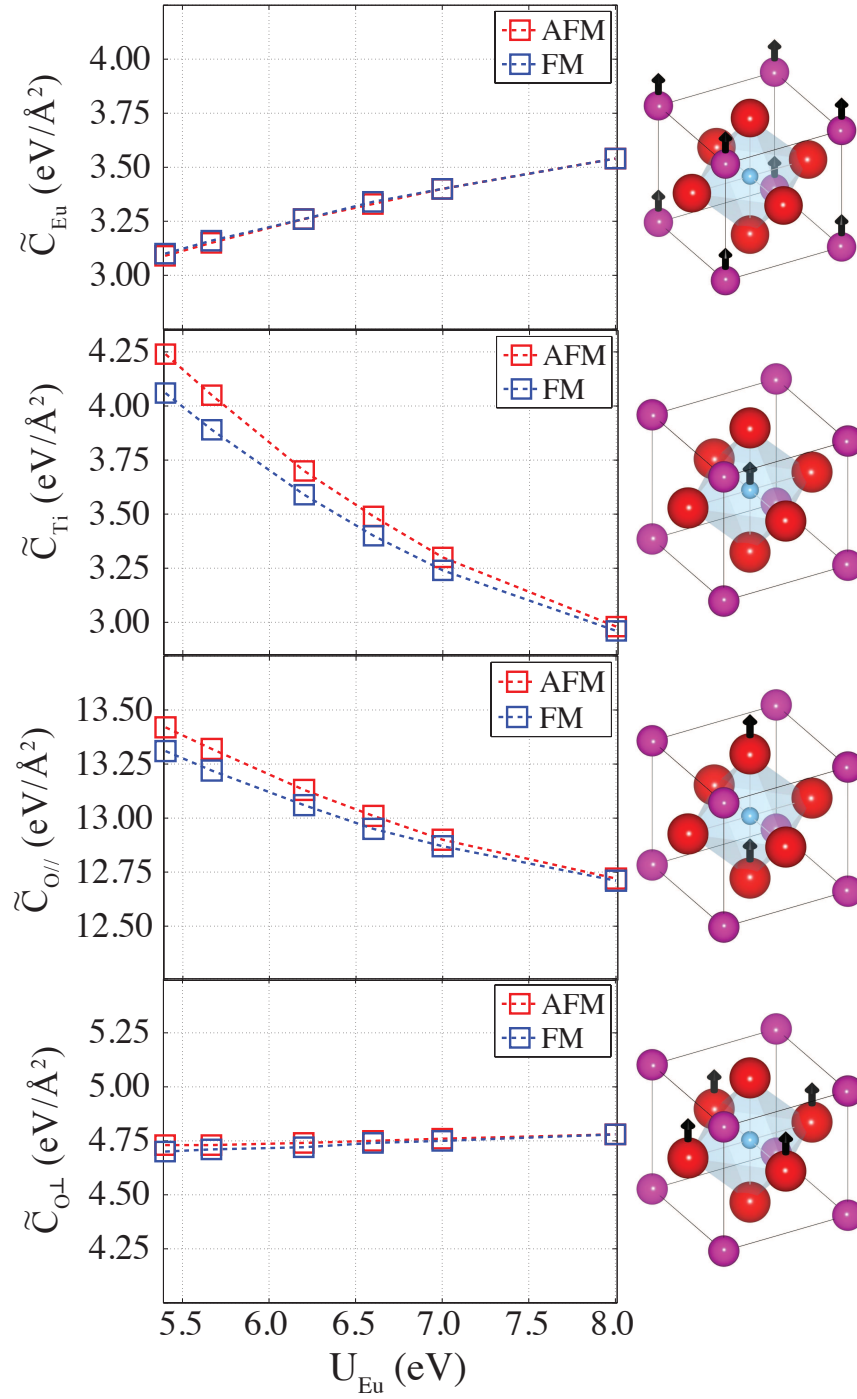 AFM
FM
4.00
3.75
3.50
3.25
3.00
C̃Eu (eV/Å²)
AFM
FM
4.25
4.00
3.75
3.50
3.25
3.00
C̃Ti (eV/Å²)
AFM
FM
13.50
13.25
13.00
12.75
12.50
C̃O// (eV/Å²)
AFM
FM
5.25
5.00
4.75
4.50
4.25
C̃O⊥ (eV/Å²)
5.5 6.0 6.5 7.0 7.5 8.0
UEu (eV)